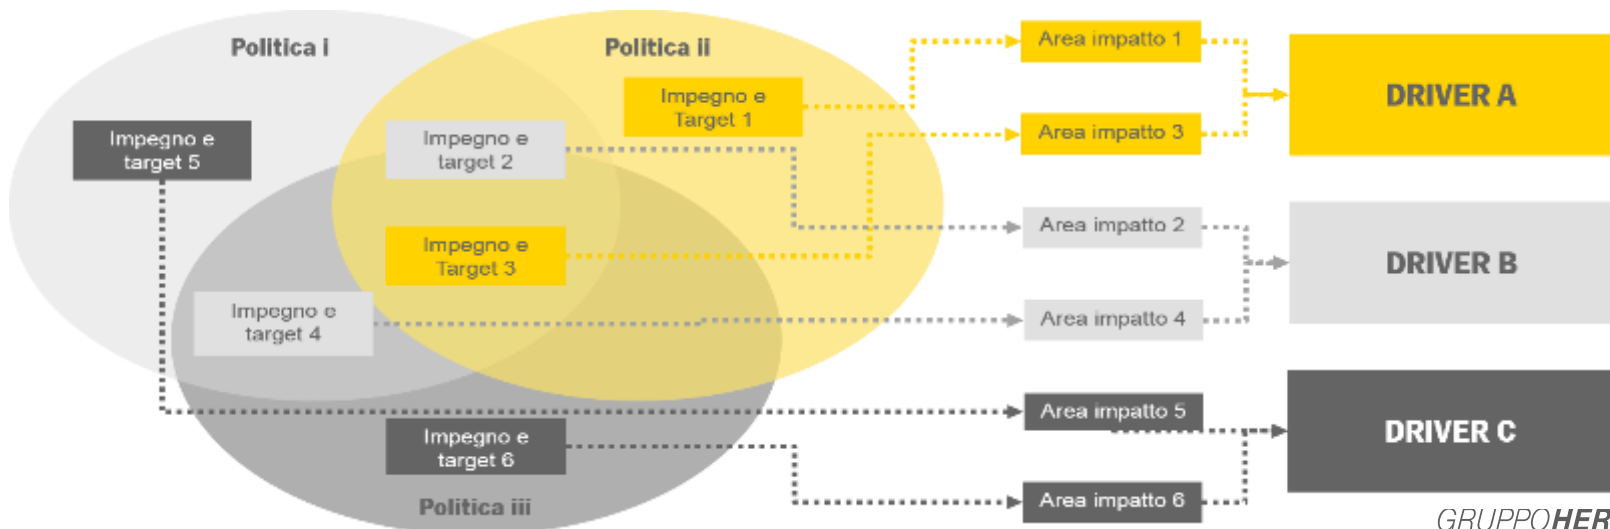 Politica i
Politica ii
Impegno e
Target 1
Impegno e
target 5
Impegno e
target 2
Impegno e
Target 3
Impegno e
target 4
Impegno e
target 6
Politica iii
Area impatto 1
Area impatto 3
Area impatto 2
Area impatto 4
Area impatto 5
Area impatto 6
DRIVER A
DRIVER B
DRIVER C
GRUPPOHER